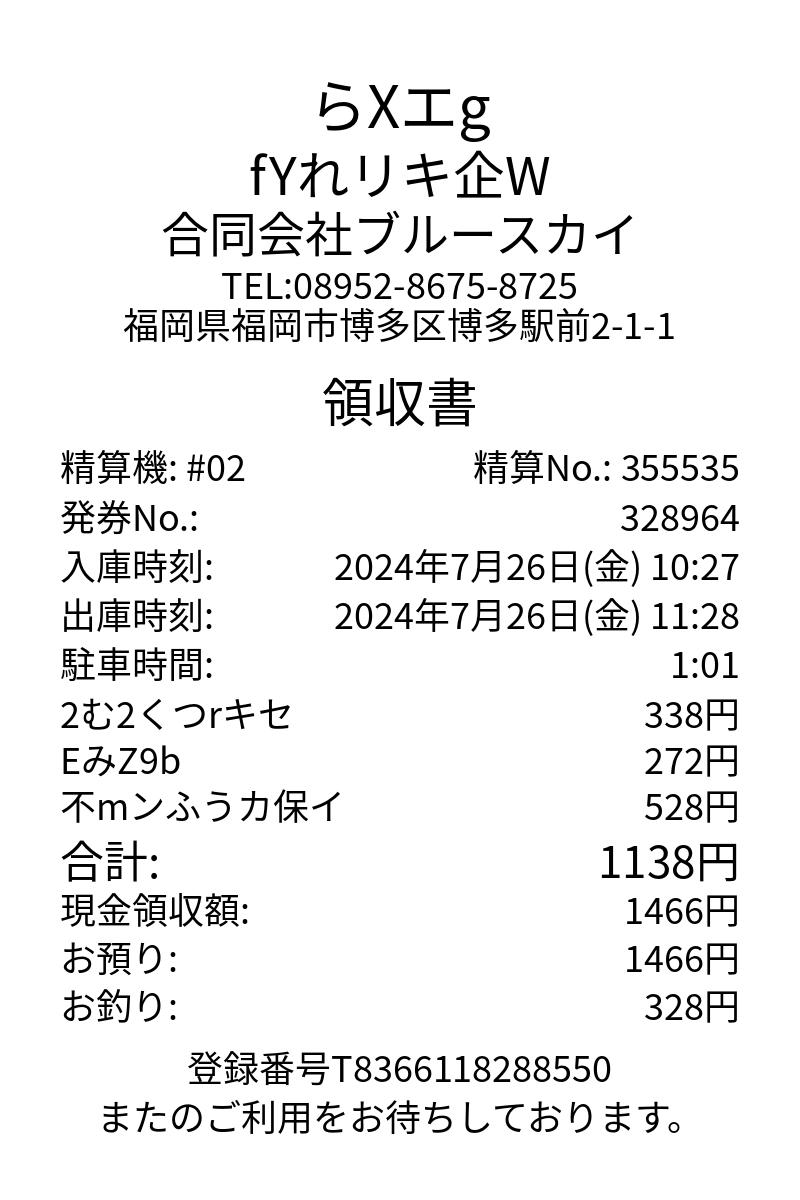 らXエg
fYれリキ企W
合同会社ブルースカイ
TEL:08952-8675-8725
福岡県福岡市博多区博多駅前2-1-1
領収書
精算機: #02 精算No.: 355535
発券No.: 328964
入庫時刻: 2024年7月26日(金) 10:27
出庫時刻: 2024年7月26日(金) 11:28
駐車時間: 1:01
2む2くつrキセ 338円
EみZ9b 272円
不mンふうカ保イ 528円
合計: 1138円
現金領収額: 1466円
お預り: 1466円
お釣り: 328円
登録番号T8366118288550
またのご利用をお待ちしております。